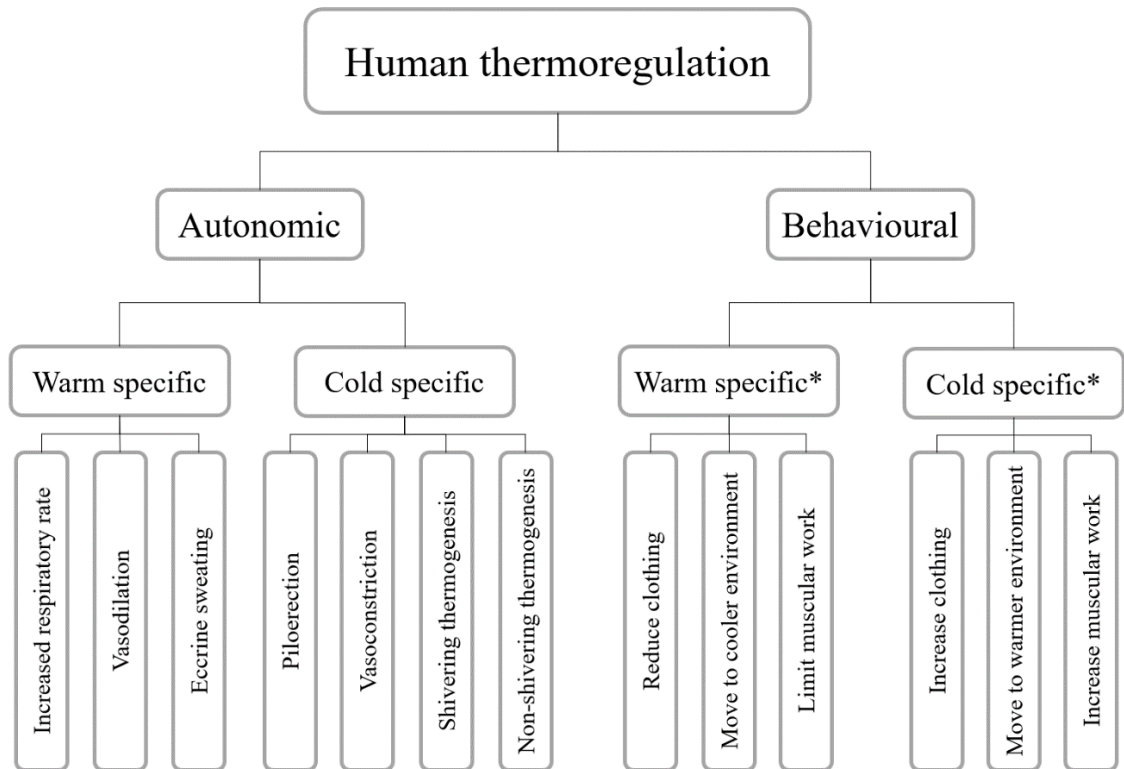 Human thermoregulation
Autonomic
Behavioural
Warm specific
Cold specific
Warm specific*
Cold specific*
Increased respiratory rate
Vasodilation
Eccrine sweating
Piloerection
Vasoconstriction
Shivering thermogenesis
Non-shivering thermogenesis
Reduce clothing
Move to cooler environment
Limit muscular work
Increase clothing
Move to warmer environment
Increase muscular work